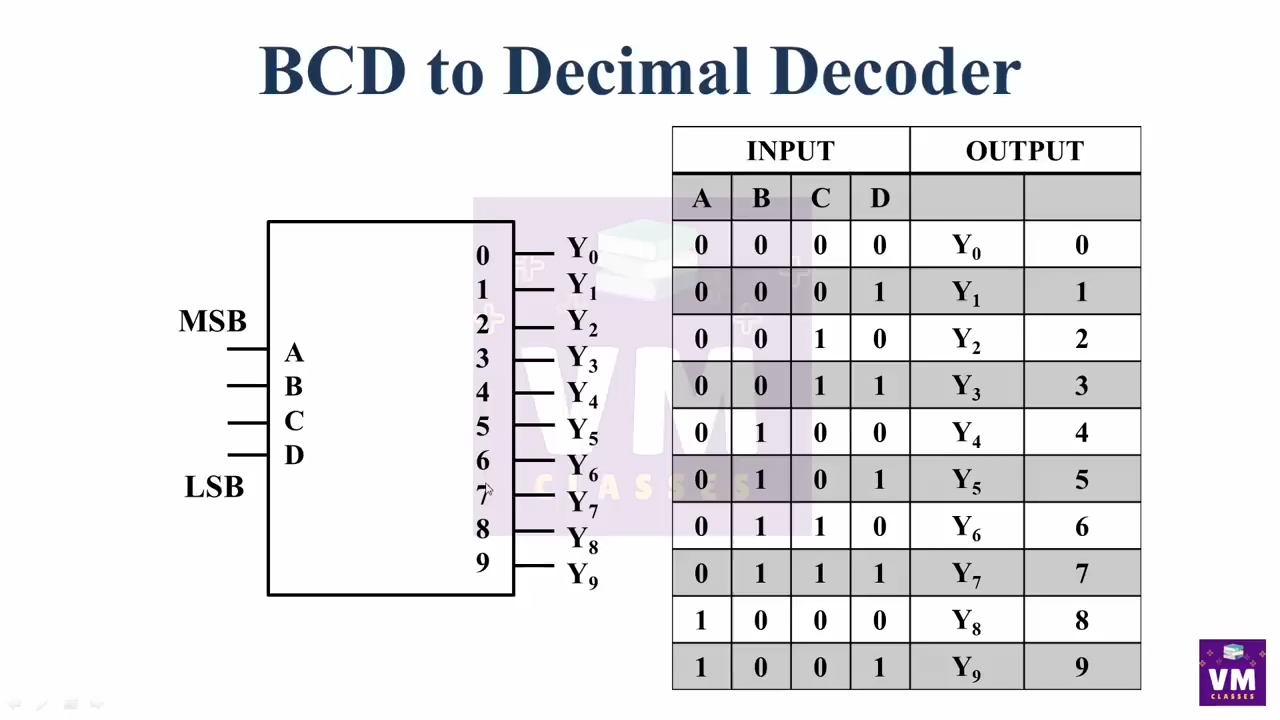 BCD to Decimal Decoder
MSB
LSB
A
B
C
D
0 Y₀
1 Y₁
2 Y₂
3 Y₃
4 Y₄
5 Y₅
6 Y₆
7 Y₇
8 Y₈
9 Y₉
INPUT OUTPUT
A B C D
0 0 0 0 Y₀ 0
0 0 0 1 Y₁ 1
0 0 1 0 Y₂ 2
0 0 1 1 Y₃ 3
0 1 0 0 Y₄ 4
0 1 0 1 Y₅ 5
0 1 1 0 Y₆ 6
0 1 1 1 Y₇ 7
1 0 0 0 Y₈ 8
1 0 0 1 Y₉ 9
VM
CLASSES
VM
CLASSES